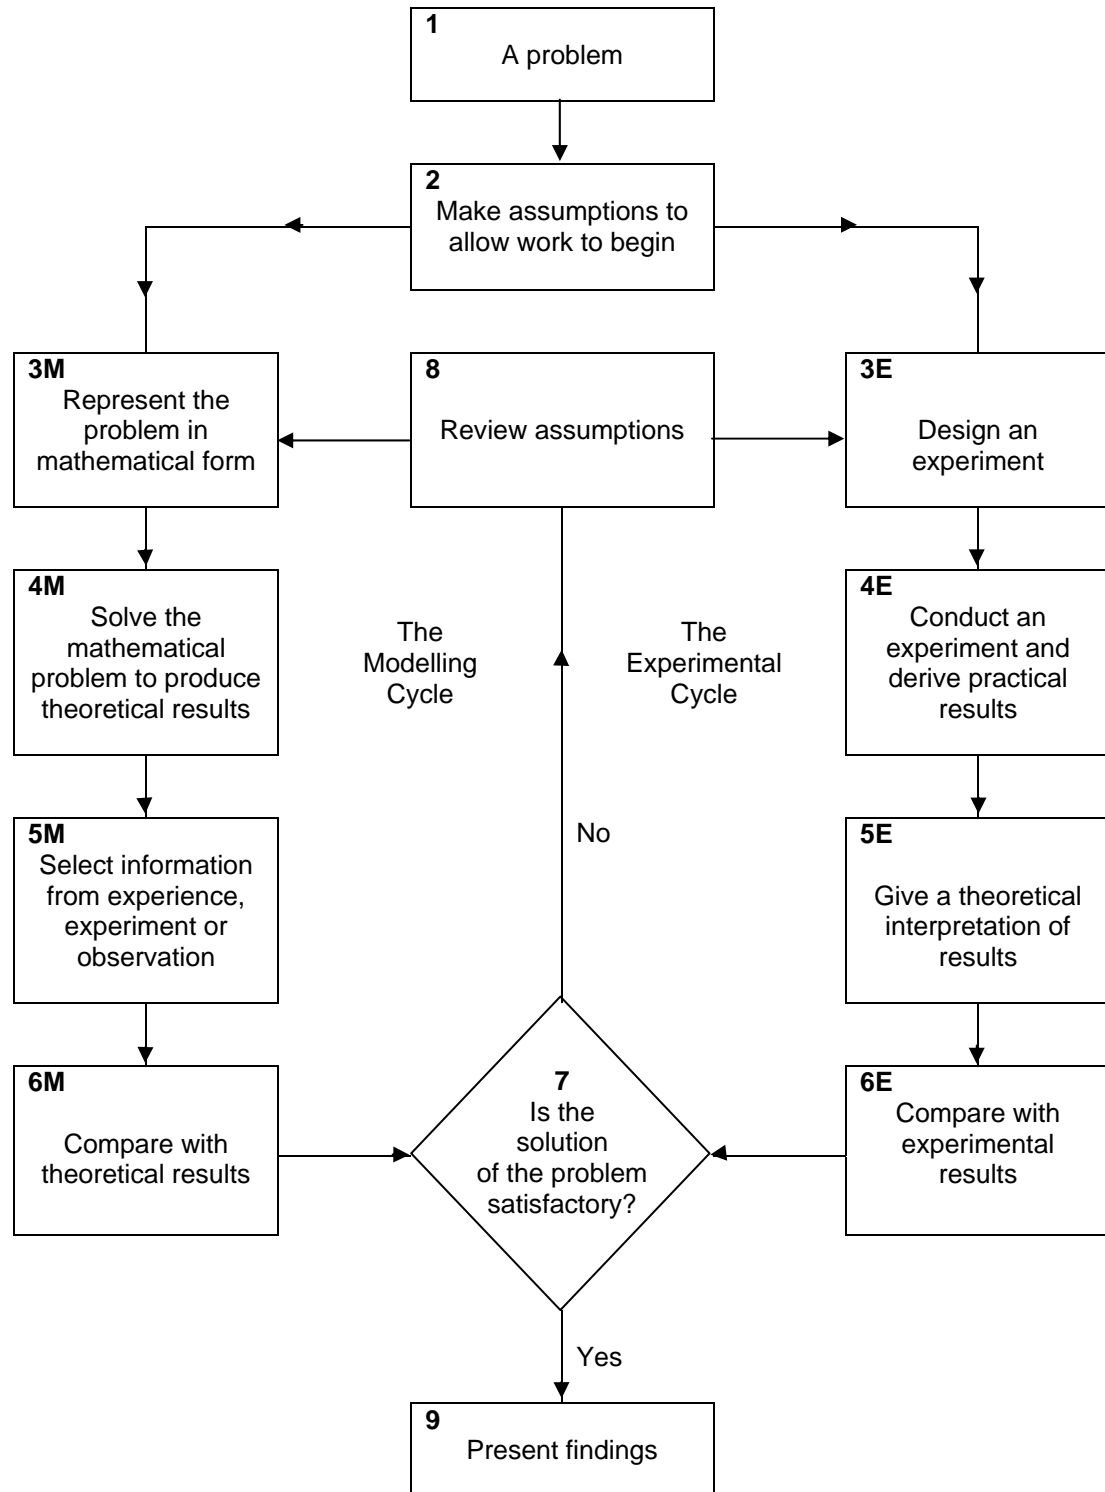 1
A problem
2
Make assumptions to
allow work to begin
3M
Represent the
problem in
mathematical form
8
Review assumptions
3E
Design an
experiment
4M
Solve the
mathematical
problem to produce
theoretical results
The
Modelling
Cycle
The
Experimental
Cycle
4E
Conduct an
experiment and
derive practical
results
5M
Select information
from experience,
experiment or
observation
No
5E
Give a theoretical
interpretation of
results
6M
Compare with
theoretical results
7
Is the
solution
of the problem
satisfactory?
6E
Compare with
experimental
results
Yes
9
Present findings